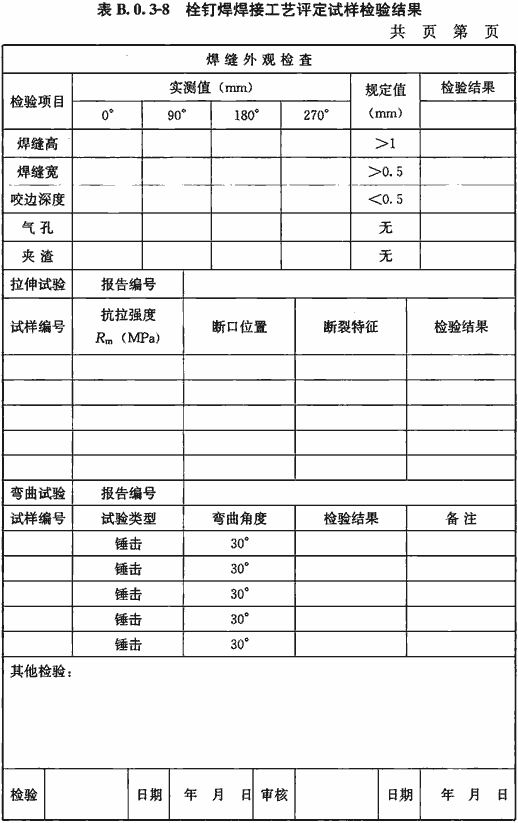 表 B.0.3-8 栓钉焊焊接工艺评定试样检验结果
共 页 第 页
焊缝外观检查
检验项目 实测值（mm） 规定值（mm） 检验结果
0° 90° 180° 270°
焊缝高 >1
焊缝宽 >0.5
咬边深度 <0.5
气孔 无
夹渣 无
拉伸试验 报告编号
试样编号 抗拉强度 Rm（MPa） 断口位置 断裂特征 检验结果
弯曲试验 报告编号
试样编号 试验类型 弯曲角度 检验结果 备注
锤击 30°
锤击 30°
锤击 30°
锤击 30°
锤击 30°
其他检验：
检验 日期 年 月 日 审核 日期 年 月 日